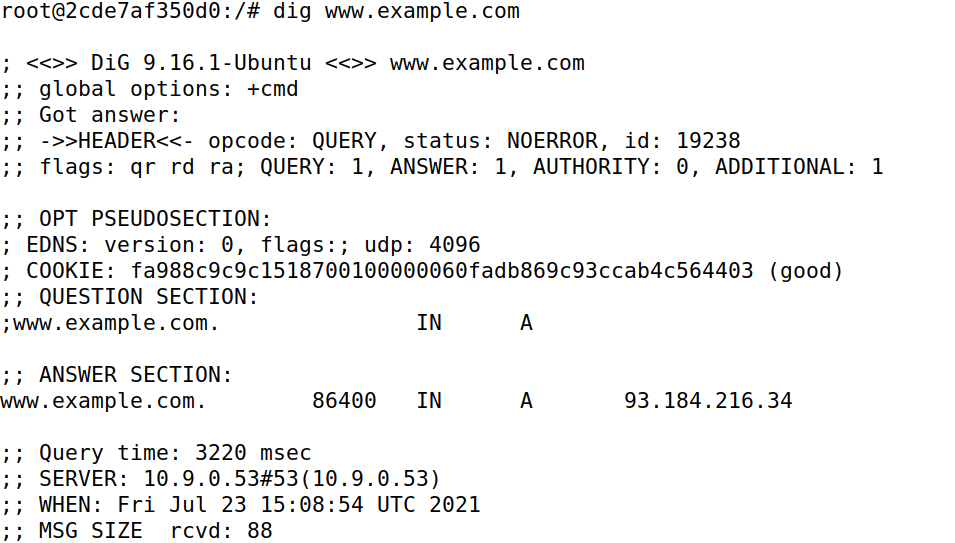 root@2cde7af350d0:/# dig www.example.com
; <<>> DiG 9.16.1-Ubuntu <<>> www.example.com
;; global options: +cmd
;; Got answer:
;; ->>HEADER<<- opcode: QUERY, status: NOERROR, id: 19238
;; flags: qr rd ra; QUERY: 1, ANSWER: 1, AUTHORITY: 0, ADDITIONAL: 1
;; OPT PSEUDOSECTION:
; EDNS: version: 0, flags:; udp: 4096
; COOKIE: fa988c9c9c1518700100000060fadb869c93ccab4c564403 (good)
;; QUESTION SECTION:
;www.example.com. IN A
;; ANSWER SECTION:
www.example.com. 86400 IN A 93.184.216.34
;; Query time: 3220 msec
;; SERVER: 10.9.0.53#53(10.9.0.53)
;; WHEN: Fri Jul 23 15:08:54 UTC 2021
;; MSG SIZE  rcvd: 88